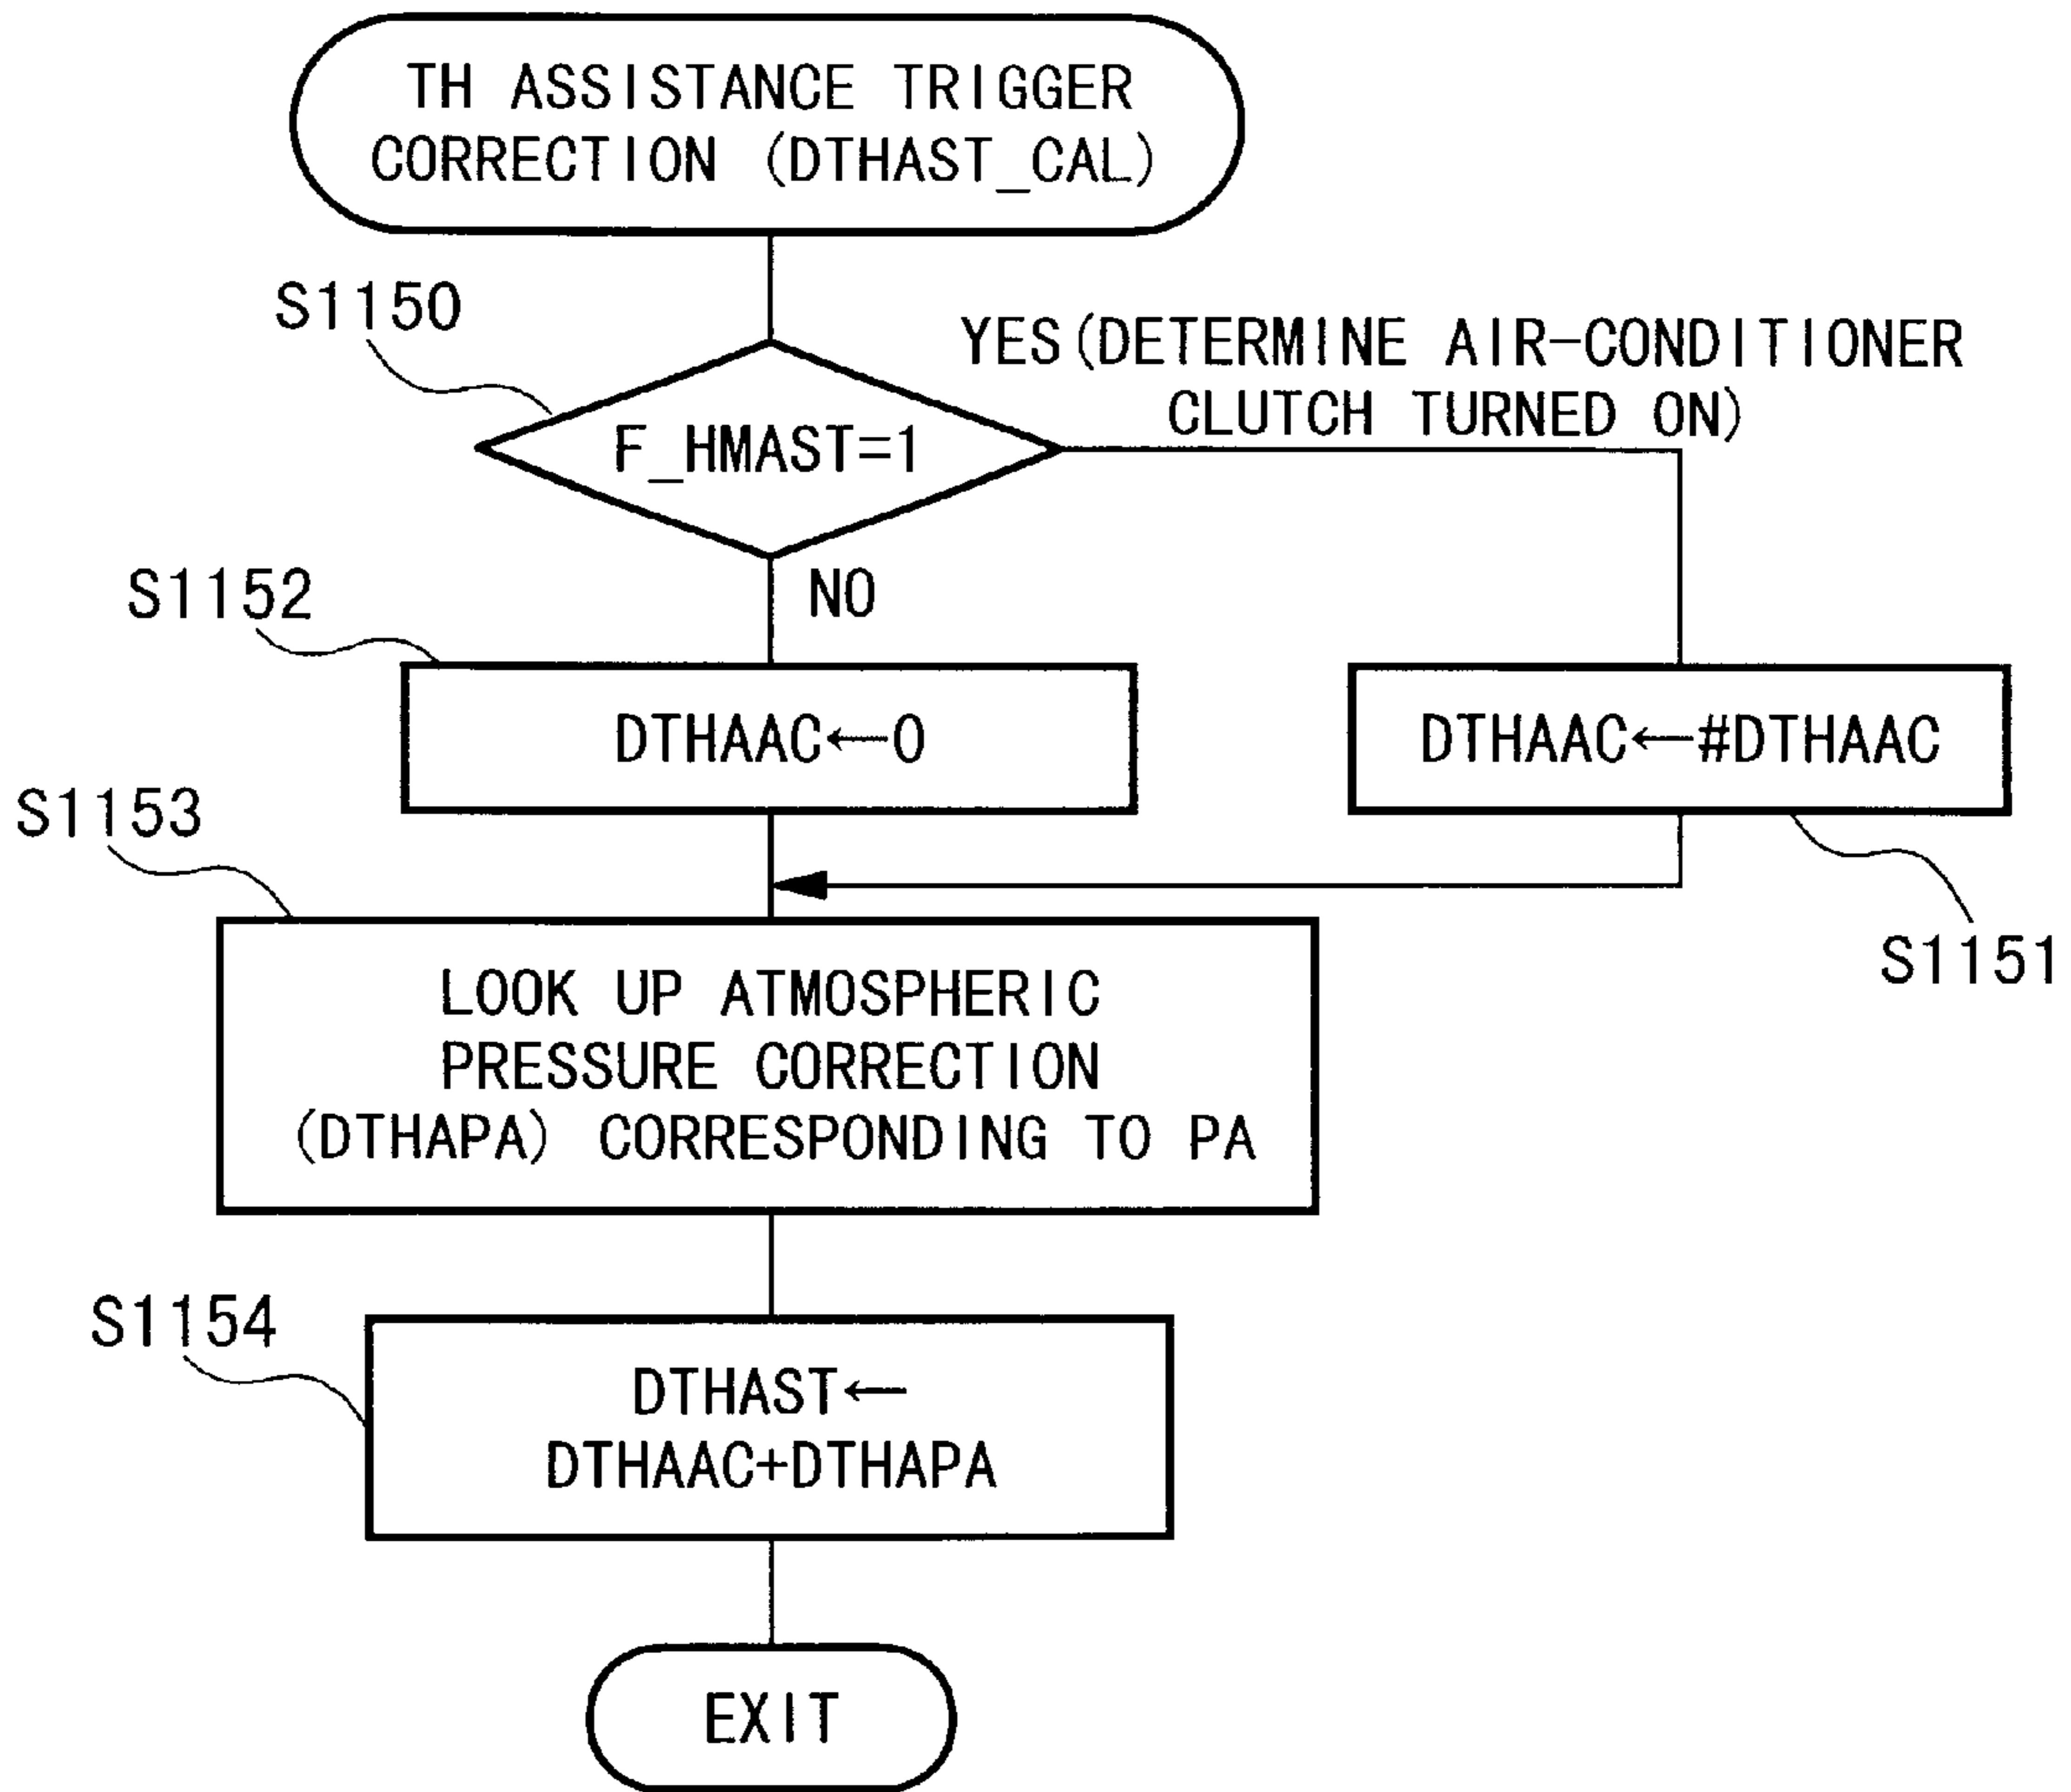 TH ASSISTANCE TRIGGER
CORRECTION (DTHAST_CAL)
S1150
YES(DETERMINE AIR-CONDITIONER
CLUTCH TURNED ON)
F_HMAST=1
S1152
NO
DTHAAC←0
DTHAAC←#DTHAAC
S1153
S1151
LOOK UP ATMOSPHERIC
PRESSURE CORRECTION
(DTHAPA) CORRESPONDING TO PA
S1154
DTHAST←
DTHAAC+DTHAPA
EXIT